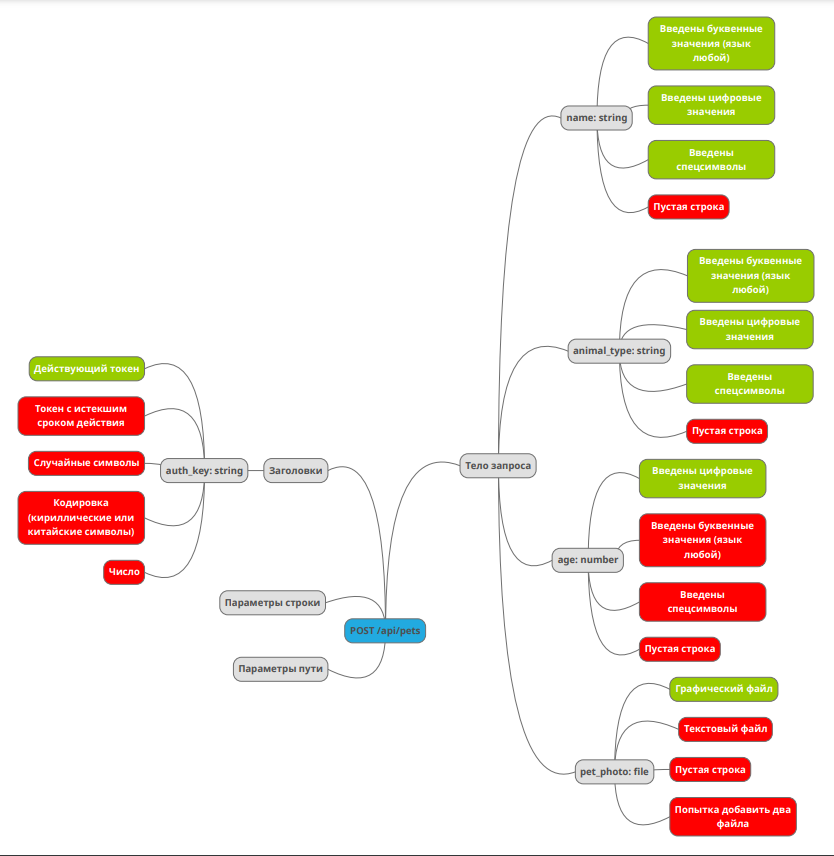 Введены буквенные
значения (язык
любой)
Введены цифровые
значения
name: string
Введены
спецсимволы
Пустая строка
Введены буквенные
значения (язык
любой)
Введены цифровые
значения
animal_type: string
Введены
спецсимволы
Пустая строка
Действующий токен
Токен с истекшим
сроком действия
Случайные символы
auth_key: string
Заголовки
Кодировка
(кириллические или
китайские символы)
Число
Тело запроса
Введены цифровые
значения
Введены буквенные
значения (язык
любой)
age: number
Введены
спецсимволы
Пустая строка
Параметры строки
POST /api/pets
Параметры пути
Графический файл
Текстовый файл
pet_photo: file
Пустая строка
Попытка добавить два
файла